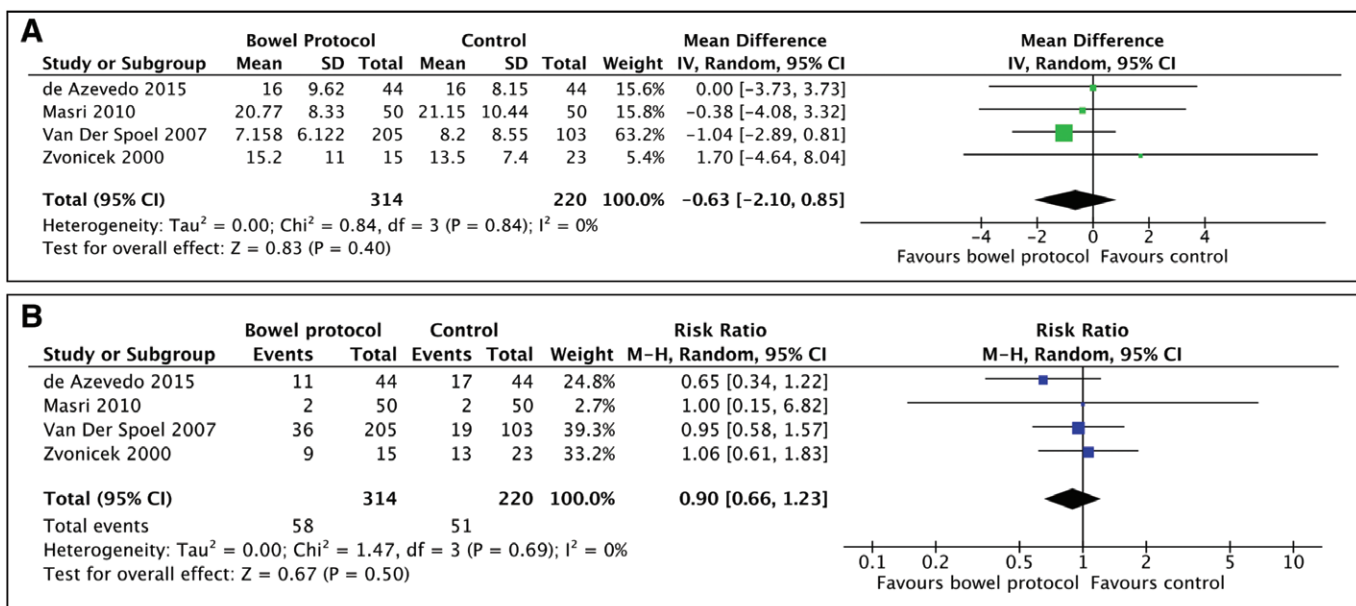 A
Bowel Protocol Control Mean Difference Mean Difference
Study or Subgroup Mean SD Total Mean SD Total Weight IV, Random, 95% CI IV, Random, 95% CI
de Azevedo 2015 16 9.62 44 16 8.15 44 15.6% 0.00 [−3.73, 3.73]
Masri 2010 20.77 8.33 50 21.15 10.44 50 15.8% −0.38 [−4.08, 3.32]
Van Der Spoel 2007 7.158 6.122 205 8.2 8.55 103 63.2% −1.04 [−2.89, 0.81]
Zvonicek 2000 15.2 11 15 13.5 7.4 23 5.4% 1.70 [−4.64, 8.04]
Total (95% CI) 314 220 100.0% −0.63 [−2.10, 0.85]
Heterogeneity: Tau² = 0.00; Chi² = 0.84, df = 3 (P = 0.84); I² = 0%
Test for overall effect: Z = 0.83 (P = 0.40)
−4 −2 0 2 4
Favours bowel protocol Favours control
B
Bowel protocol Control Risk Ratio Risk Ratio
Study or Subgroup Events Total Events Total Weight M−H, Random, 95% CI M−H, Random, 95% CI
de Azevedo 2015 11 44 17 44 24.8% 0.65 [0.34, 1.22]
Masri 2010 2 50 2 50 2.7% 1.00 [0.15, 6.82]
Van Der Spoel 2007 36 205 19 103 39.3% 0.95 [0.58, 1.57]
Zvonicek 2000 9 15 13 23 33.2% 1.06 [0.61, 1.83]
Total (95% CI) 314 220 100.0% 0.90 [0.66, 1.23]
Total events 58 51
Heterogeneity: Tau² = 0.00; Chi² = 1.47, df = 3 (P = 0.69); I² = 0%
Test for overall effect: Z = 0.67 (P = 0.50)
0.1 0.2 0.5 1 2 5 10
Favours bowel protocol Favours control